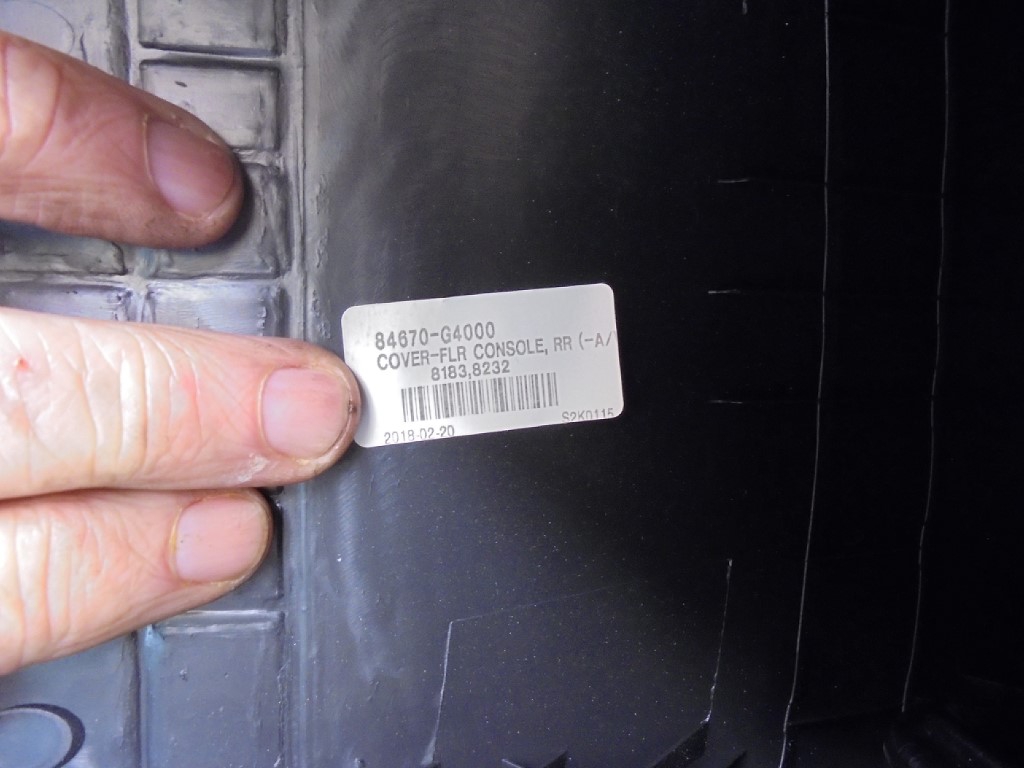 84670-G4000
COVER-FLR CONSOLE, RR (-A/
8183,8232
S2K0115
2018-02-20